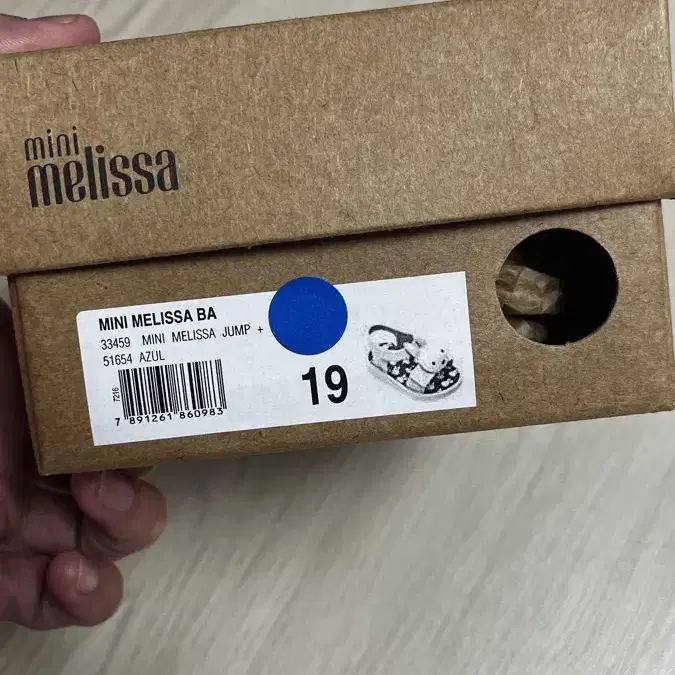 mini
melissa
MINI MELISSA BA
33459 MINI MELISSA JUMP +
51654 AZUL
7216
7 891261 860983
19